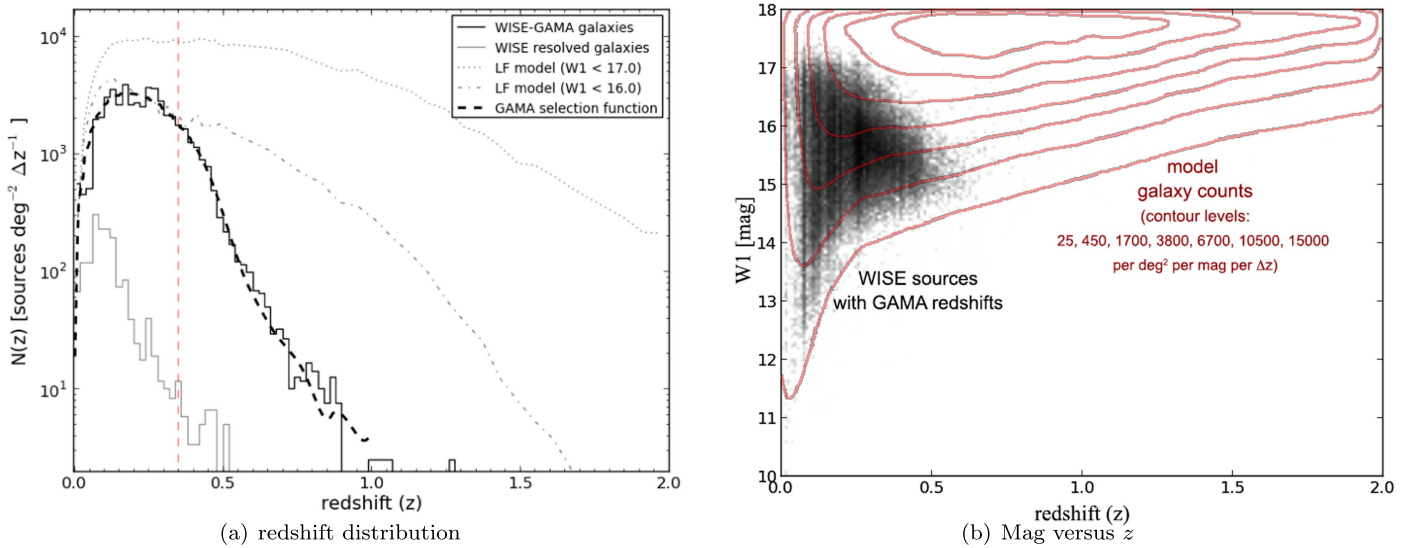 WISE-GAMA galaxies
WISE resolved galaxies
LF model (W1 < 17.0)
LF model (W1 < 16.0)
GAMA selection function
N(z) [sources deg⁻² Δz⁻¹ ]
10⁴
10³
10²
10¹
0.0 0.5 1.0 1.5 2.0
redshift (z)
(a) redshift distribution
W1 [mag]
18
17
16
15
14
13
12
11
10
model
galaxy counts
(contour levels:
25, 450, 1700, 3800, 6700, 10500, 15000
per deg² per mag per Δz)
WISE sources
with GAMA redshifts
0.0 0.5 1.0 1.5 2.0
redshift (z)
(b) Mag versus z